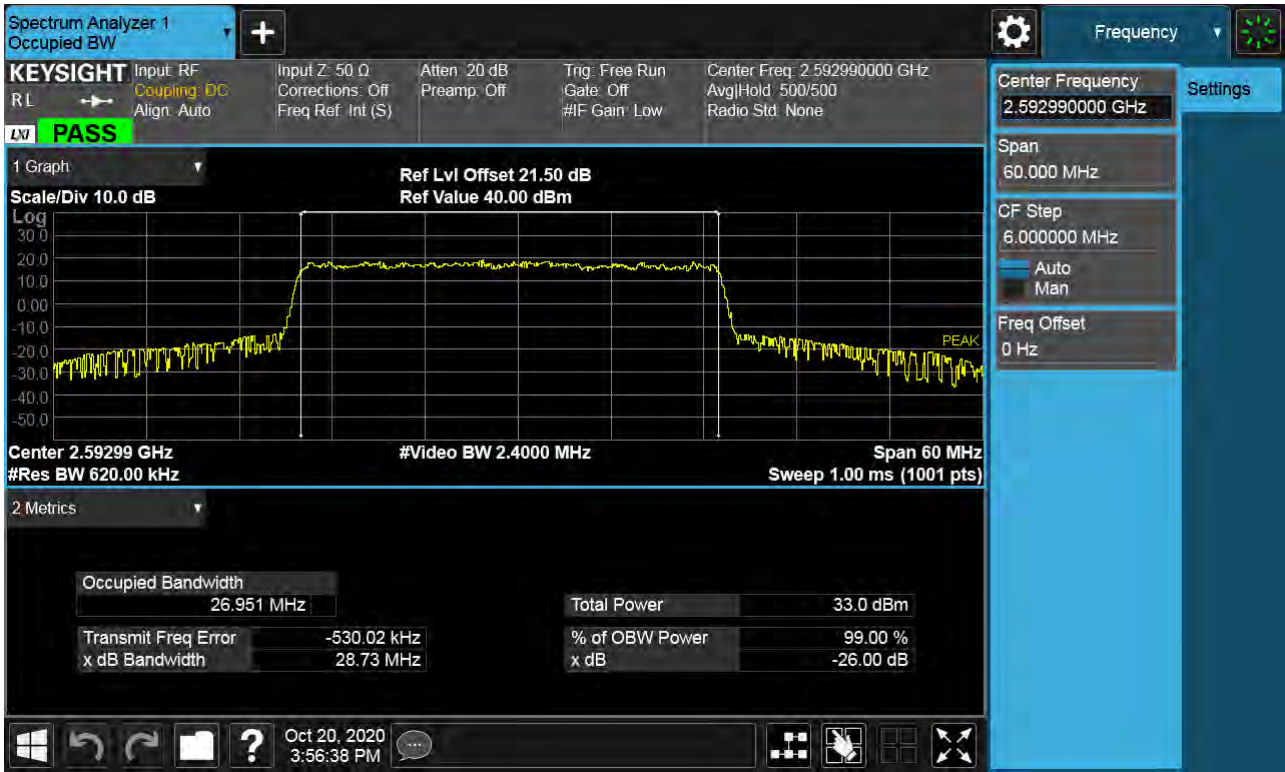 Spectrum Analyzer 1
Occupied BW
+
Frequency
KEYSIGHT
RL
LXI
PASS
Input: RF
Coupling: DC
Align: Auto
Input Z: 50 Ω
Corrections: Off
Freq Ref: Int (S)
Atten: 20 dB
Preamp: Off
Trig: Free Run
Gate: Off
#IF Gain: Low
Center Freq: 2.592990000 GHz
Avg|Hold: 500/500
Radio Std: None
Center Frequency
2.592990000 GHz
Settings
Span
60.000 MHz
CF Step
6.000000 MHz
Auto
Man
Freq Offset
0 Hz
1 Graph
Scale/Div 10.0 dB
Ref Lvl Offset 21.50 dB
Ref Value 40.00 dBm
Log
30.0
20.0
10.0
0.00
-10.0
-20.0
-30.0
-40.0
-50.0
PEAK
Center 2.59299 GHz
#Video BW 2.4000 MHz
Span 60 MHz
#Res BW 620.00 kHz
Sweep 1.00 ms (1001 pts)
2 Metrics
Occupied Bandwidth
26.951 MHz
Total Power 33.0 dBm
Transmit Freq Error -530.02 kHz
% of OBW Power 99.00 %
x dB Bandwidth 28.73 MHz
x dB -26.00 dB
?
Oct 20, 2020
3:56:38 PM